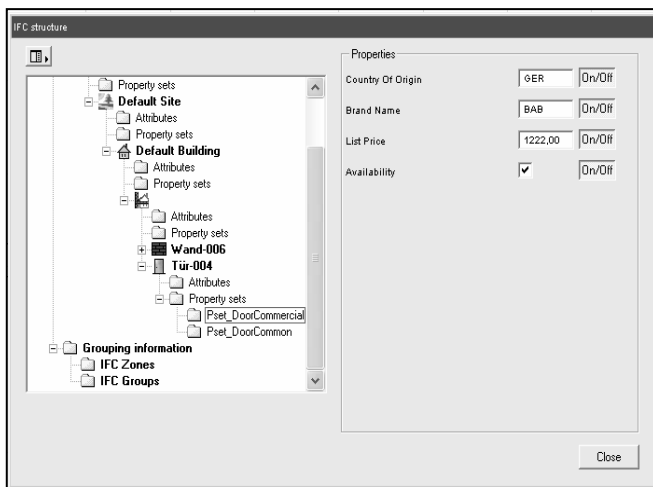 IFC structure
Property sets
Default Site
Attributes
Property sets
Default Building
Attributes
Property sets
Attributes
Property sets
Wand-006
Tür-004
Attributes
Property sets
Pset_DoorCommercial
Pset_DoorCommon
Grouping information
IFC Zones
IFC Groups
Properties
Country Of Origin GER On/Off
Brand Name BAB On/Off
List Price 1222,00 On/Off
Availability On/Off
Close